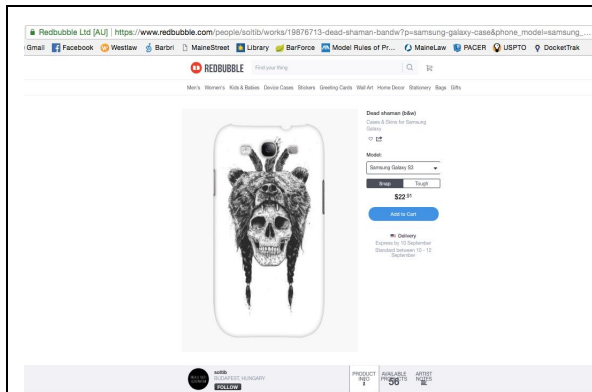 Redbubble Ltd [AU] | https://www.redbubble.com/people/soltib/works/19876713-dead-shaman-bandw?p=samsung-galaxy-case&phone_model=samsung_...
Gmail Facebook Westlaw Barbri MaineStreet Library BarForce Model Rules of Pr... MaineLaw PACER USPTO DocketTrak
REDBUBBLE Find your thing
Men's Women's Kids & Babies Device Cases Stickers Greeting Cards Wall Art Home Decor Stationery Bags Gifts
Dead shaman (b&w)
Cases & Skins for Samsung
Galaxy
Model:
Samsung Galaxy S3
Snap Tough
$22.91
Add to Cart
Delivery
Express by 10 September
Standard between 10 - 12
September
soltib
BUDAPEST, HUNGARY
FOLLOW
PRODUCT
INFO
AVAILABLE
PRODUCTS
56
ARTIST
NOTES